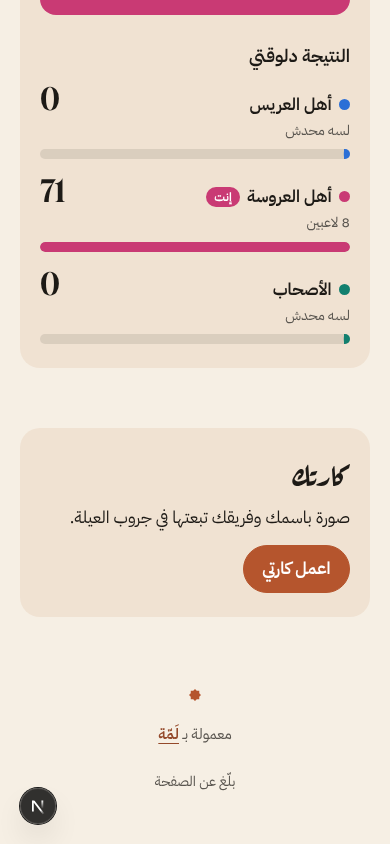 النتيجة دلوقتي
أهل العريس 0
لسه محدش
أهل العروسة إنت 71
8 لاعبين
الأصحاب 0
لسه محدش
كارتك
صورة باسمك وفريقك تبعتها في جروب العيلة.
اعمل كارتي
معمولة بـ لَمّة
بلّغ عن الصفحة
N